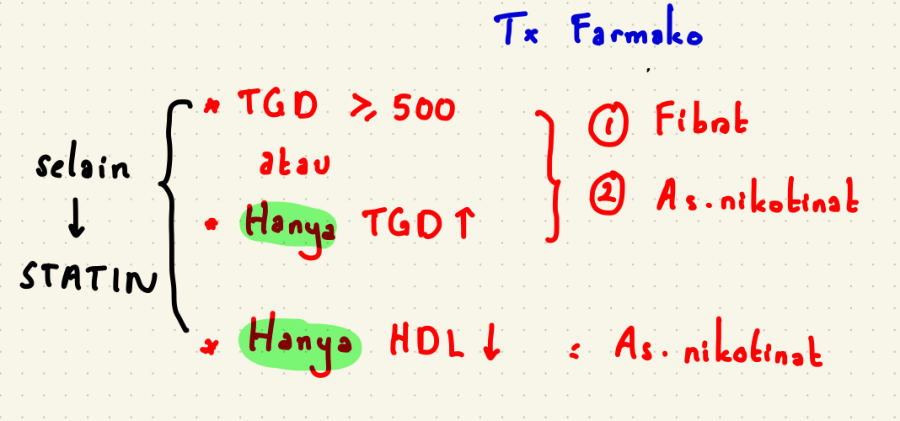 Tx Farmako
* TGD ≥ 500
atau
* Hanya TGD ↑
① Fibrat
② As. nikotinat
selain
↓
STATIN
* Hanya HDL ↓ : As. nikotinat